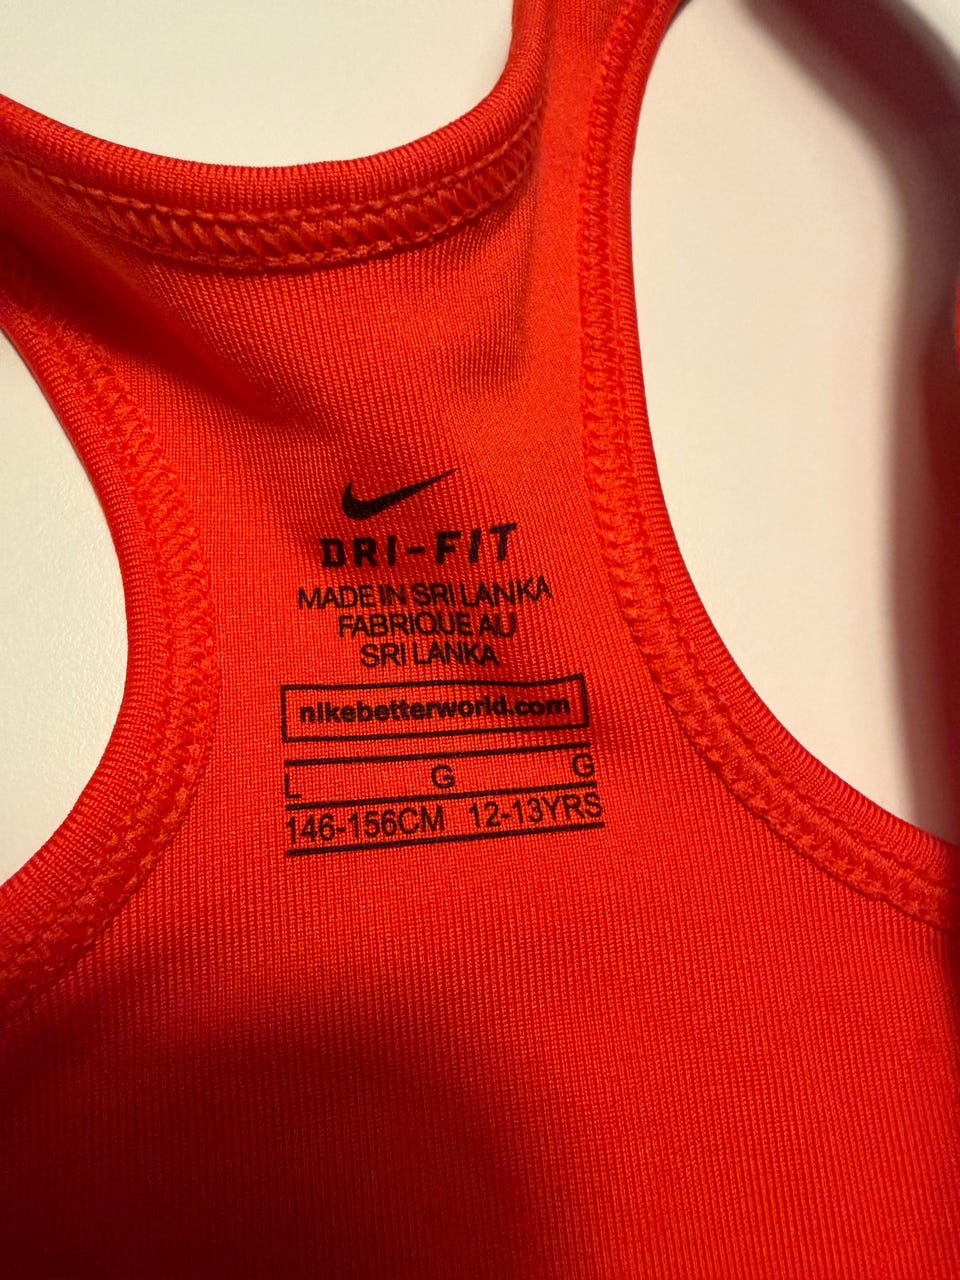 DRI-FIT
MADE IN SRI LANKA
FABRIQUE AU
SRI LANKA
nikebetterworld.com
L G G
146-156CM 12-13YRS